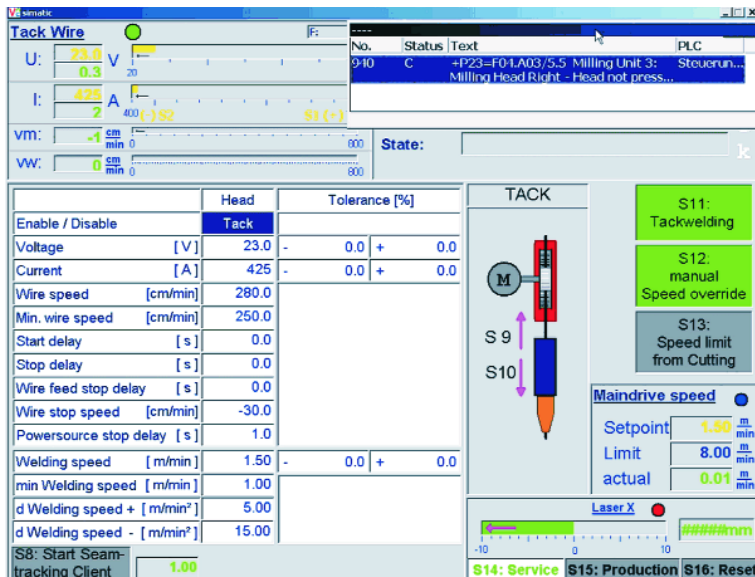 simatic
Tack Wire
F:
U: 23.0 V
0.3 20
I: 425 A
2 400 (-) S2 S1 (+)
vm: -1 cm/min 0 800
vw: 0 cm/min 0 800
----
No. Status Text PLC
940 C +P23=F04.A03/5.5 Milling Unit 3: Steuerun...
Milling Head Right - Head not press...
State:
k
Head Tolerance [%]
Enable / Disable Tack
Voltage [V] 23.0 - 0.0 + 0.0
Current [A] 425 - 0.0 + 0.0
Wire speed [cm/min] 280.0
Min. wire speed [cm/min] 250.0
Start delay [s] 0.0
Stop delay [s] 0.0
Wire feed stop delay [s] 0.0
Wire stop speed [cm/min] -30.0
Powersource stop delay [s] 1.0
Welding speed [m/min] 1.50 - 0.0 + 0.0
min Welding speed [m/min] 1.00
d Welding speed + [m/min²] 5.00
d Welding speed - [m/min²] 15.00
S8: Start Seam-
tracking Client 1.00
TACK
M
S 9
S10
S11:
Tackwelding
S12:
manual
Speed override
S13:
Speed limit
from Cutting
Maindrive speed
Setpoint 1.50 m/min
Limit 8.00 m/min
actual 0.01 m/min
Laser X
#####mm
-10 0 10
S14: Service S15: Production S16: Reset